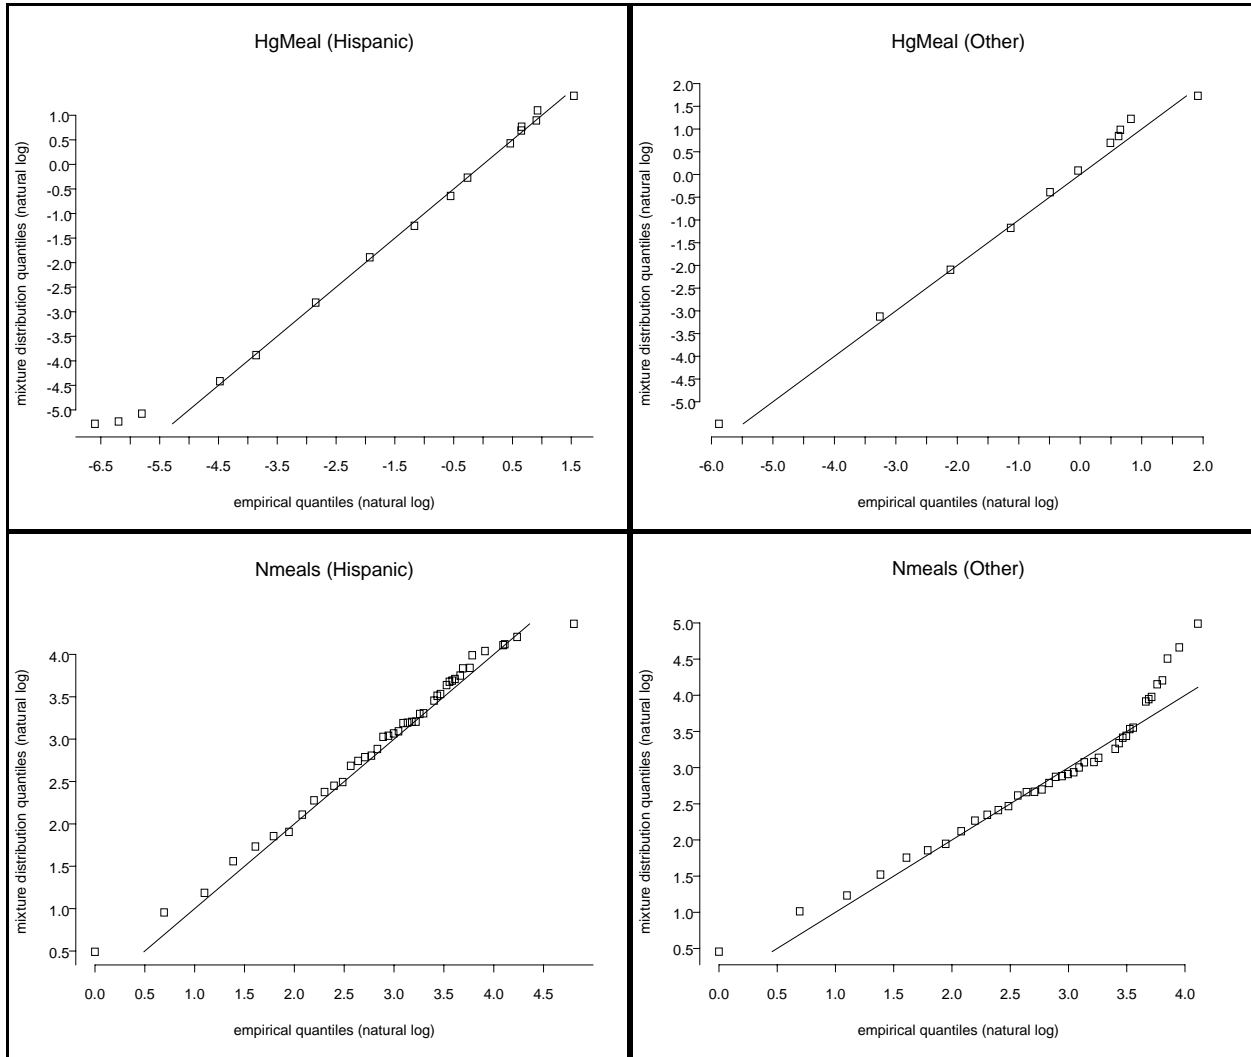 HgMeal (Hispanic)
mixture distribution quantiles (natural log)
1.0
0.5
0.0
-0.5
-1.0
-1.5
-2.0
-2.5
-3.0
-3.5
-4.0
-4.5
-5.0
-6.5 -5.5 -4.5 -3.5 -2.5 -1.5 -0.5 0.5 1.5
empirical quantiles (natural log)
HgMeal (Other)
mixture distribution quantiles (natural log)
2.0
1.5
1.0
0.5
0.0
-0.5
-1.0
-1.5
-2.0
-2.5
-3.0
-3.5
-4.0
-4.5
-5.0
-6.0 -5.0 -4.0 -3.0 -2.0 -1.0 0.0 1.0 2.0
empirical quantiles (natural log)
Nmeals (Hispanic)
mixture distribution quantiles (natural log)
4.0
3.5
3.0
2.5
2.0
1.5
1.0
0.5
0.0 0.5 1.0 1.5 2.0 2.5 3.0 3.5 4.0 4.5
empirical quantiles (natural log)
Nmeals (Other)
mixture distribution quantiles (natural log)
5.0
4.5
4.0
3.5
3.0
2.5
2.0
1.5
1.0
0.5
0.0 0.5 1.0 1.5 2.0 2.5 3.0 3.5 4.0
empirical quantiles (natural log)